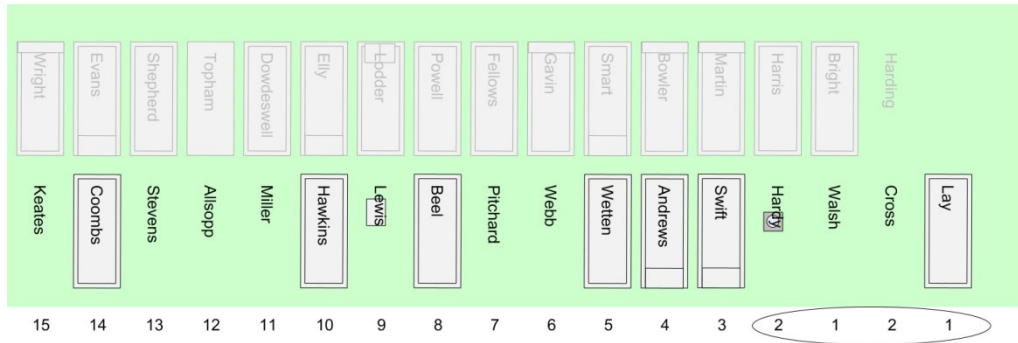 Wright Evans Shepherd Topham Dowdeswell Elly Lodder Powell Fellows Gavin Smart Bowler Martin Harris Bright Harding
Keates Coombs Stevens Allsopp Miller Hawkins Lewis Beel Pitchard Webb Wetten Andrews Swift Hardy Walsh Cross Lay
15 14 13 12 11 10 9 8 7 6 5 4 3 2 1 2 1